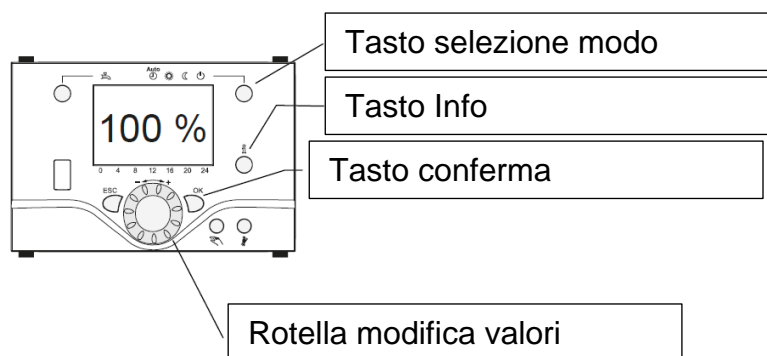 Tasto selezione modo
Auto
100 %
Tasto Info
0 4 8 12 16 20 24
Tasto conferma
- +
ESC
OK
Rotella modifica valori